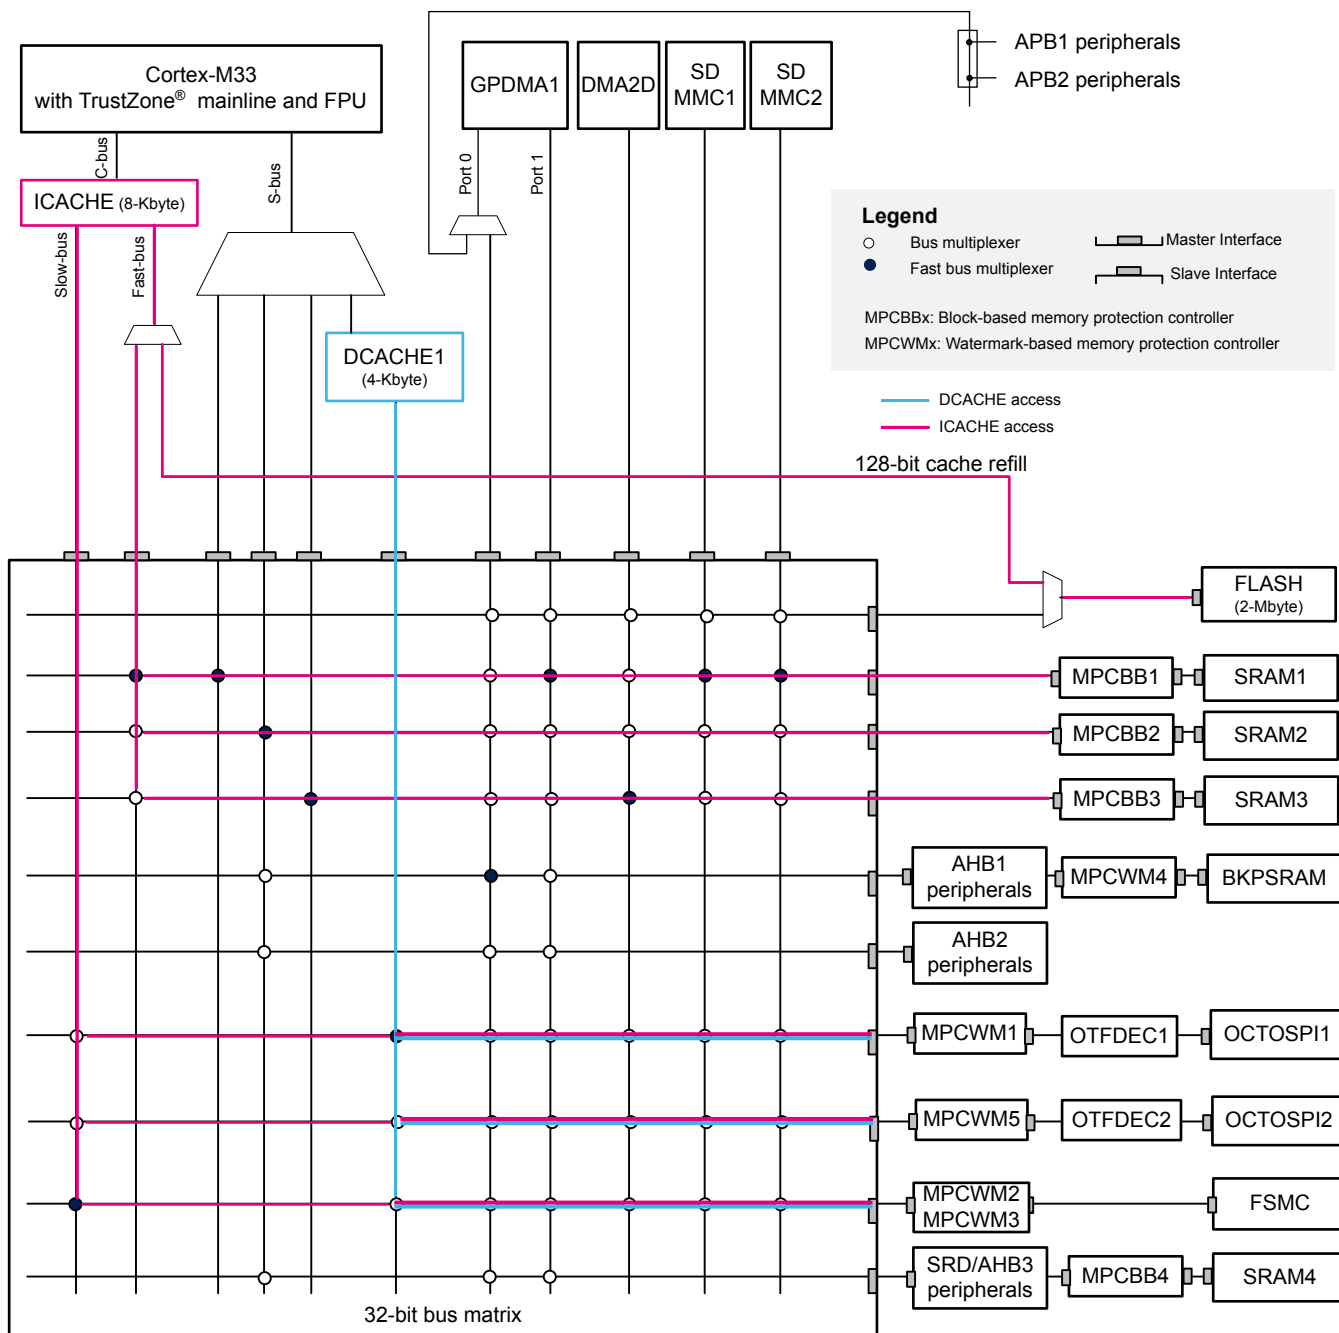 APB1 peripherals
APB2 peripherals
Cortex-M33
with TrustZone® mainline and FPU
GPDMA1
DMA2D
SD
MMC1
SD
MMC2
C-bus
S-bus
Port 0
Port 1
ICACHE (8-Kbyte)
Slow-bus
Fast-bus
DCACHE1
(4-Kbyte)
Legend
Bus multiplexer
Fast bus multiplexer
Master Interface
Slave Interface
MPCBBx: Block-based memory protection controller
MPCWMx: Watermark-based memory protection controller
DCACHE access
ICACHE access
128-bit cache refill
FLASH
(2-Mbyte)
MPCBB1
SRAM1
MPCBB2
SRAM2
MPCBB3
SRAM3
AHB1
peripherals
MPCWM4
BKPSRAM
AHB2
peripherals
MPCWM1
OTFDEC1
OCTOSPI1
MPCWM5
OTFDEC2
OCTOSPI2
MPCWM2
MPCWM3
FSMC
SRD/AHB3
peripherals
MPCBB4
SRAM4
32-bit bus matrix